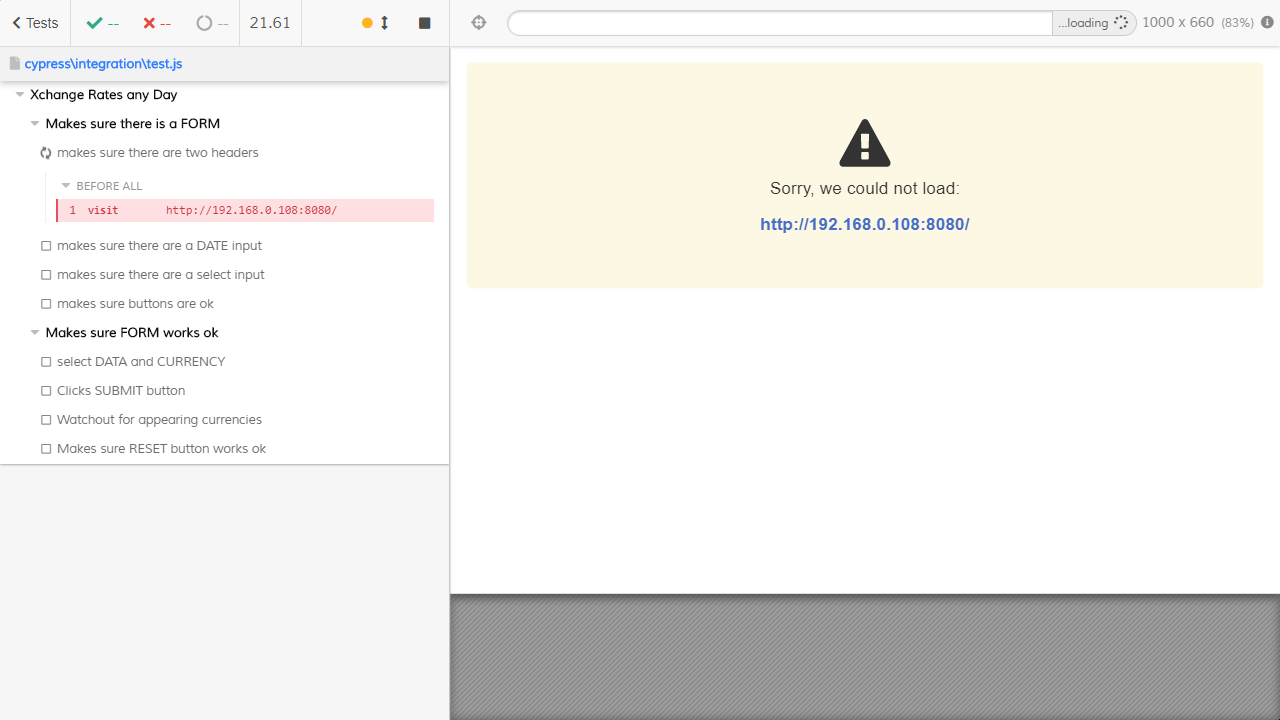 Tests -- -- -- 21.61
...loading 1000 x 660 (83%)
cypress\integration\test.js
Xchange Rates any Day
Makes sure there is a FORM
makes sure there are two headers
BEFORE ALL
1 visit http://192.168.0.108:8080/
makes sure there are a DATE input
makes sure there are a select input
makes sure buttons are ok
Makes sure FORM works ok
select DATA and CURRENCY
Clicks SUBMIT button
Watchout for appearing currencies
Makes sure RESET button works ok
Sorry, we could not load:
http://192.168.0.108:8080/